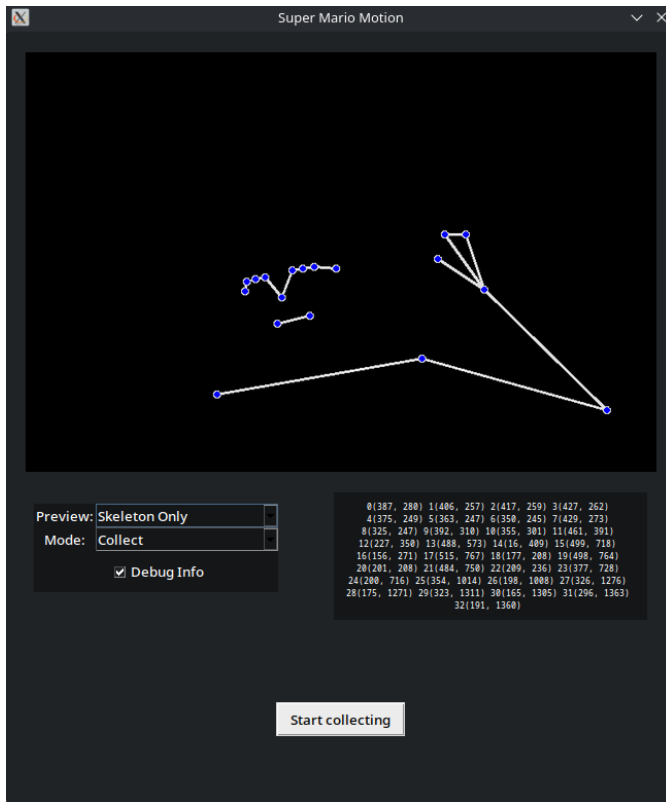 Super Mario Motion
Preview: Skeleton Only
Mode: Collect
Debug Info
0(387, 280) 1(406, 257) 2(417, 259) 3(427, 262)
4(375, 249) 5(363, 247) 6(350, 245) 7(429, 273)
8(325, 247) 9(392, 310) 10(355, 301) 11(461, 391)
12(227, 350) 13(488, 573) 14(16, 409) 15(499, 718)
16(156, 271) 17(515, 767) 18(177, 208) 19(498, 764)
20(201, 208) 21(484, 750) 22(209, 236) 23(377, 728)
24(200, 716) 25(354, 1014) 26(198, 1008) 27(326, 1276)
28(175, 1271) 29(323, 1311) 30(165, 1305) 31(296, 1363)
32(191, 1360)
Start collecting